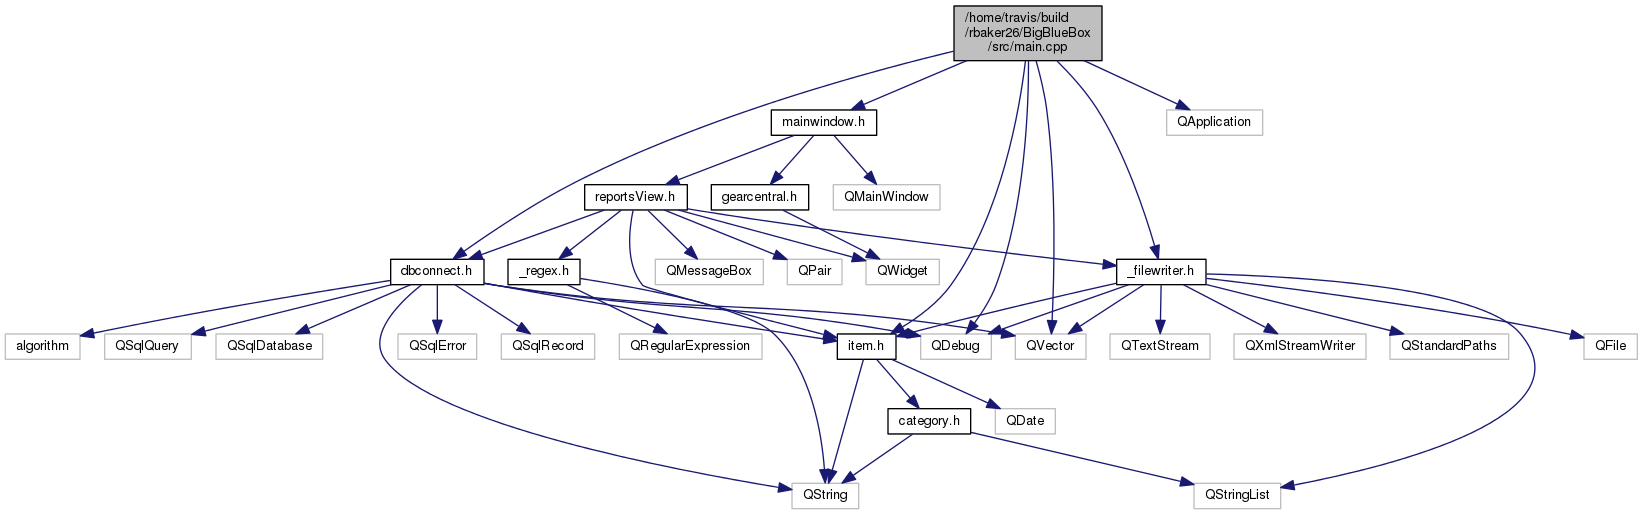 /home/travis/build
/rbaker26/BigBlueBox
/src/main.cpp
mainwindow.h
QApplication
reportsView.h
gearcentral.h
QMainWindow
dbconnect.h
_regex.h
QMessageBox
QPair
QWidget
_filewriter.h
algorithm
QSqlQuery
QSqlDatabase
QSqlError
QSqlRecord
QRegularExpression
item.h
QDebug
QVector
QTextStream
QXmlStreamWriter
QStandardPaths
QFile
category.h
QDate
QString
QStringList